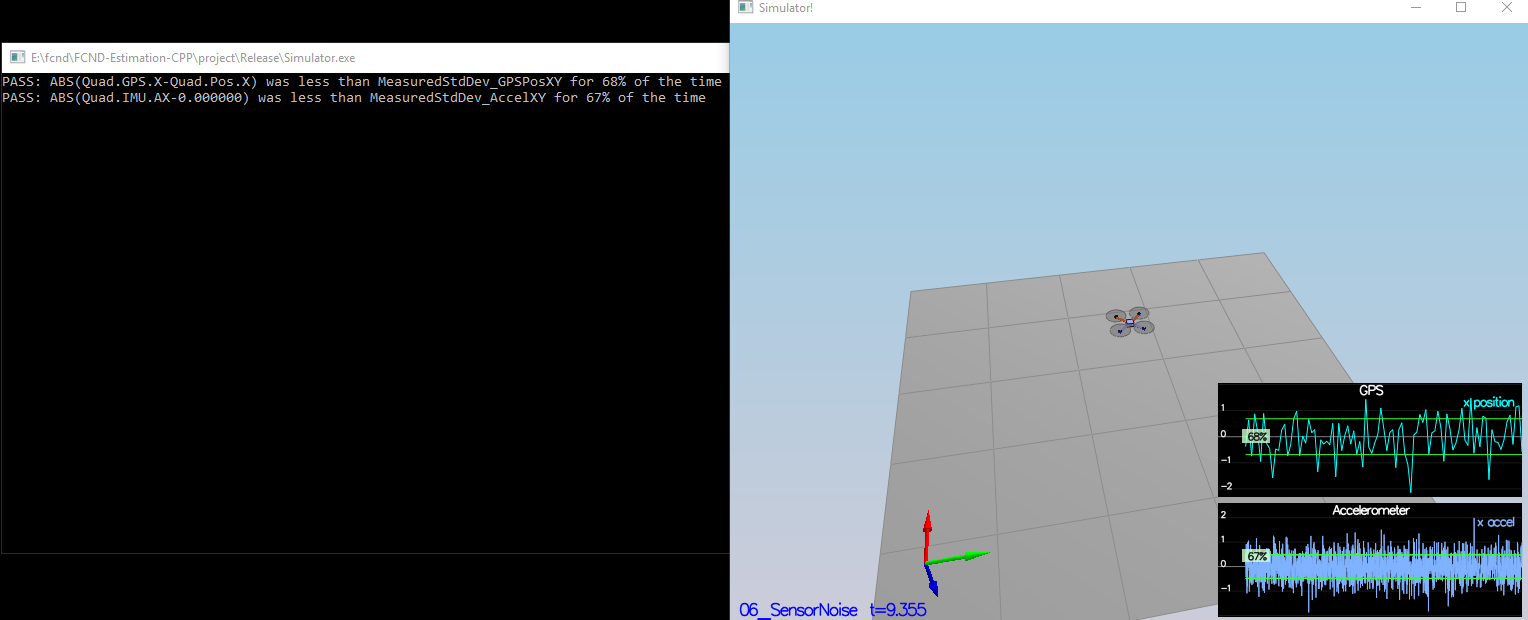 Simulator!
E:\fcnd\FCND-Estimation-CPP\project\Release\Simulator.exe
PASS: ABS(Quad.GPS.X-Quad.Pos.X) was less than MeasuredStdDev_GPSPosXY for 68% of the time
PASS: ABS(Quad.IMU.AX-0.000000) was less than MeasuredStdDev_AccelXY for 67% of the time
GPS
x position
1
0
68%
-1
-2
Accelerometer
2
x accel
1
67%
0
-1
06_SensorNoise t=9.355